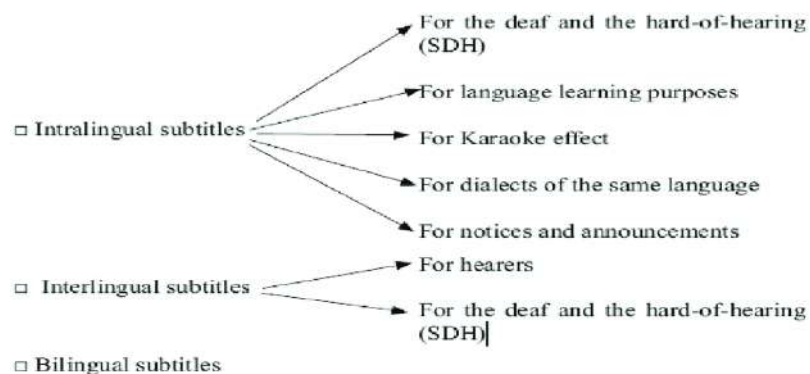 For the deaf and the hard-of-hearing
(SDH)
For language learning purposes
□ Intralingual subtitles
For Karaoke effect
For dialects of the same language
For notices and announcements
For hearers
□ Interlingual subtitles
For the deaf and the hard-of-hearing
(SDH)
□ Bilingual subtitles